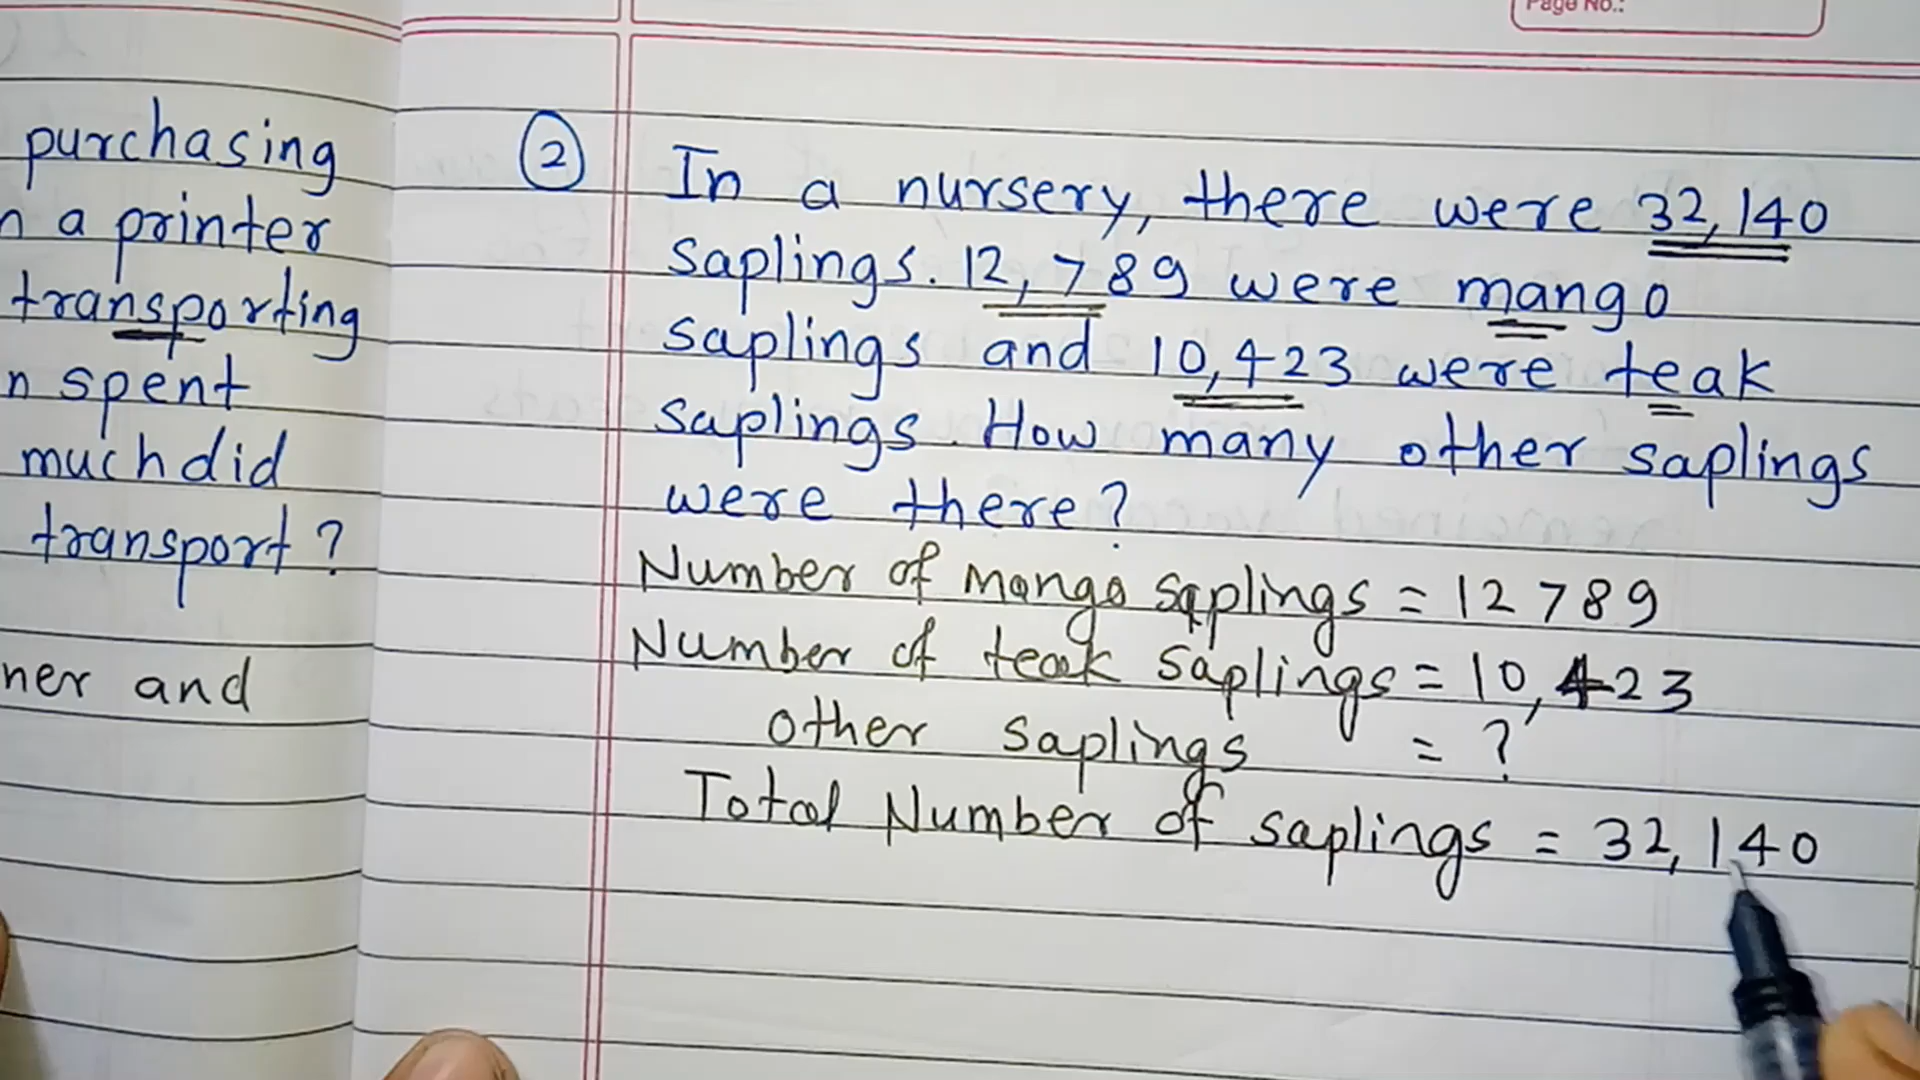 Page No.:
purchasing
n a printer
transporting
n spent
much did
transport?
ner and
2 In a nursery, there were 32,140
saplings. 12,789 were mango
saplings and 10,423 were teak
saplings. How many other saplings
were there?
Number of mango saplings = 12 789
Number of teak saplings = 10,423
other saplings = ?
Total Number of saplings = 32,140